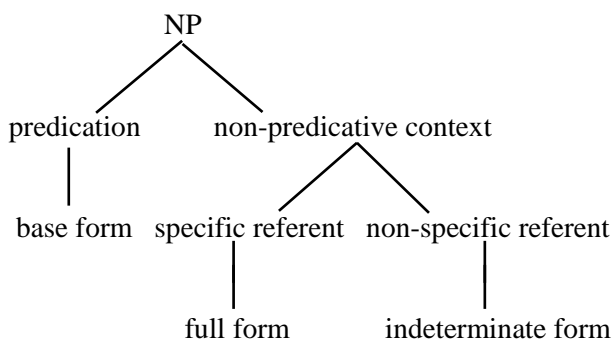 NP
predication non-predicative context
base form specific referent non-specific referent
full form indeterminate form